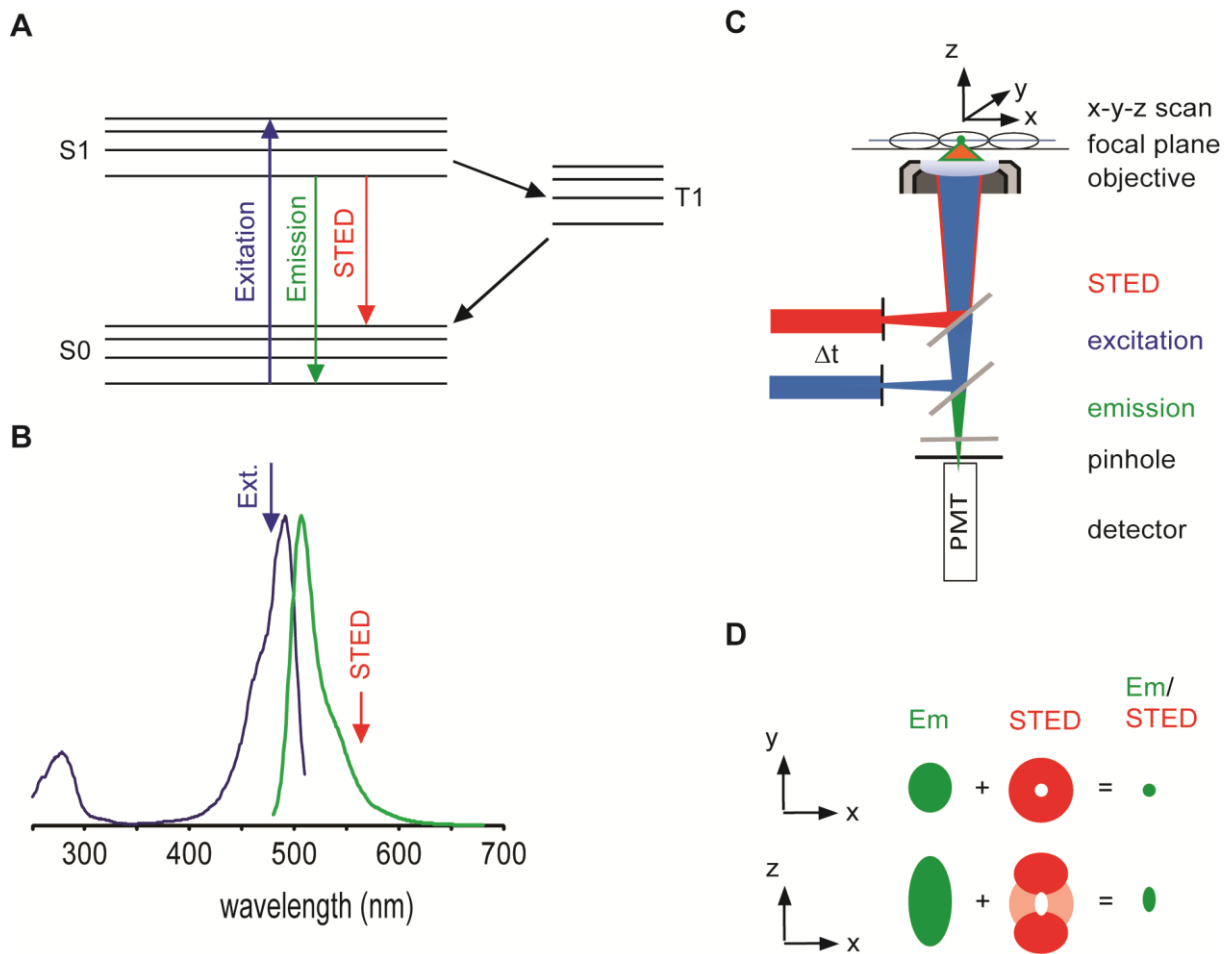 A
S1
S0
T1
Exitation
Emission
STED
B
Ext.
STED
300
400
500
600
700
wavelength (nm)
C
z
y
x
x-y-z scan
focal plane
objective
STED
Δt
excitation
emission
pinhole
PMT
detector
D
Em
STED
Em/
STED
y
x
+
=
z
x
+
=